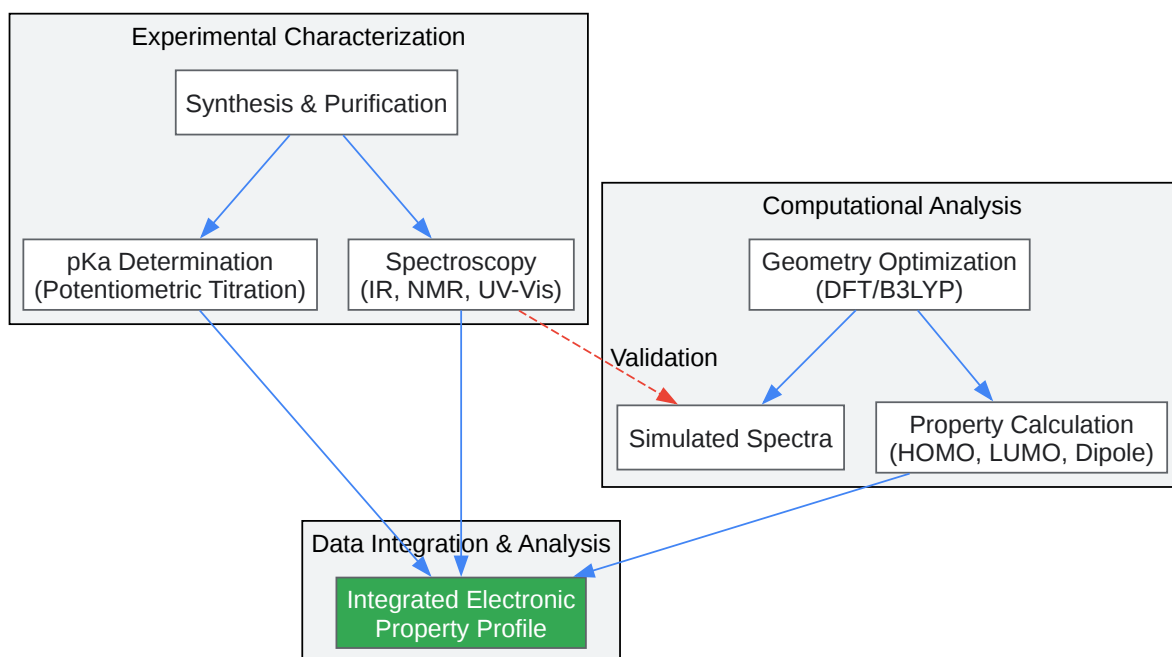 Experimental Characterization
Synthesis & Purification
pKa Determination
(Potentiometric Titration)
Spectroscopy
(IR, NMR, UV-Vis)
Computational Analysis
Geometry Optimization
(DFT/B3LYP)
Validation
Simulated Spectra
Property Calculation
(HOMO, LUMO, Dipole)
Data Integration & Analysis
Integrated Electronic
Property Profile